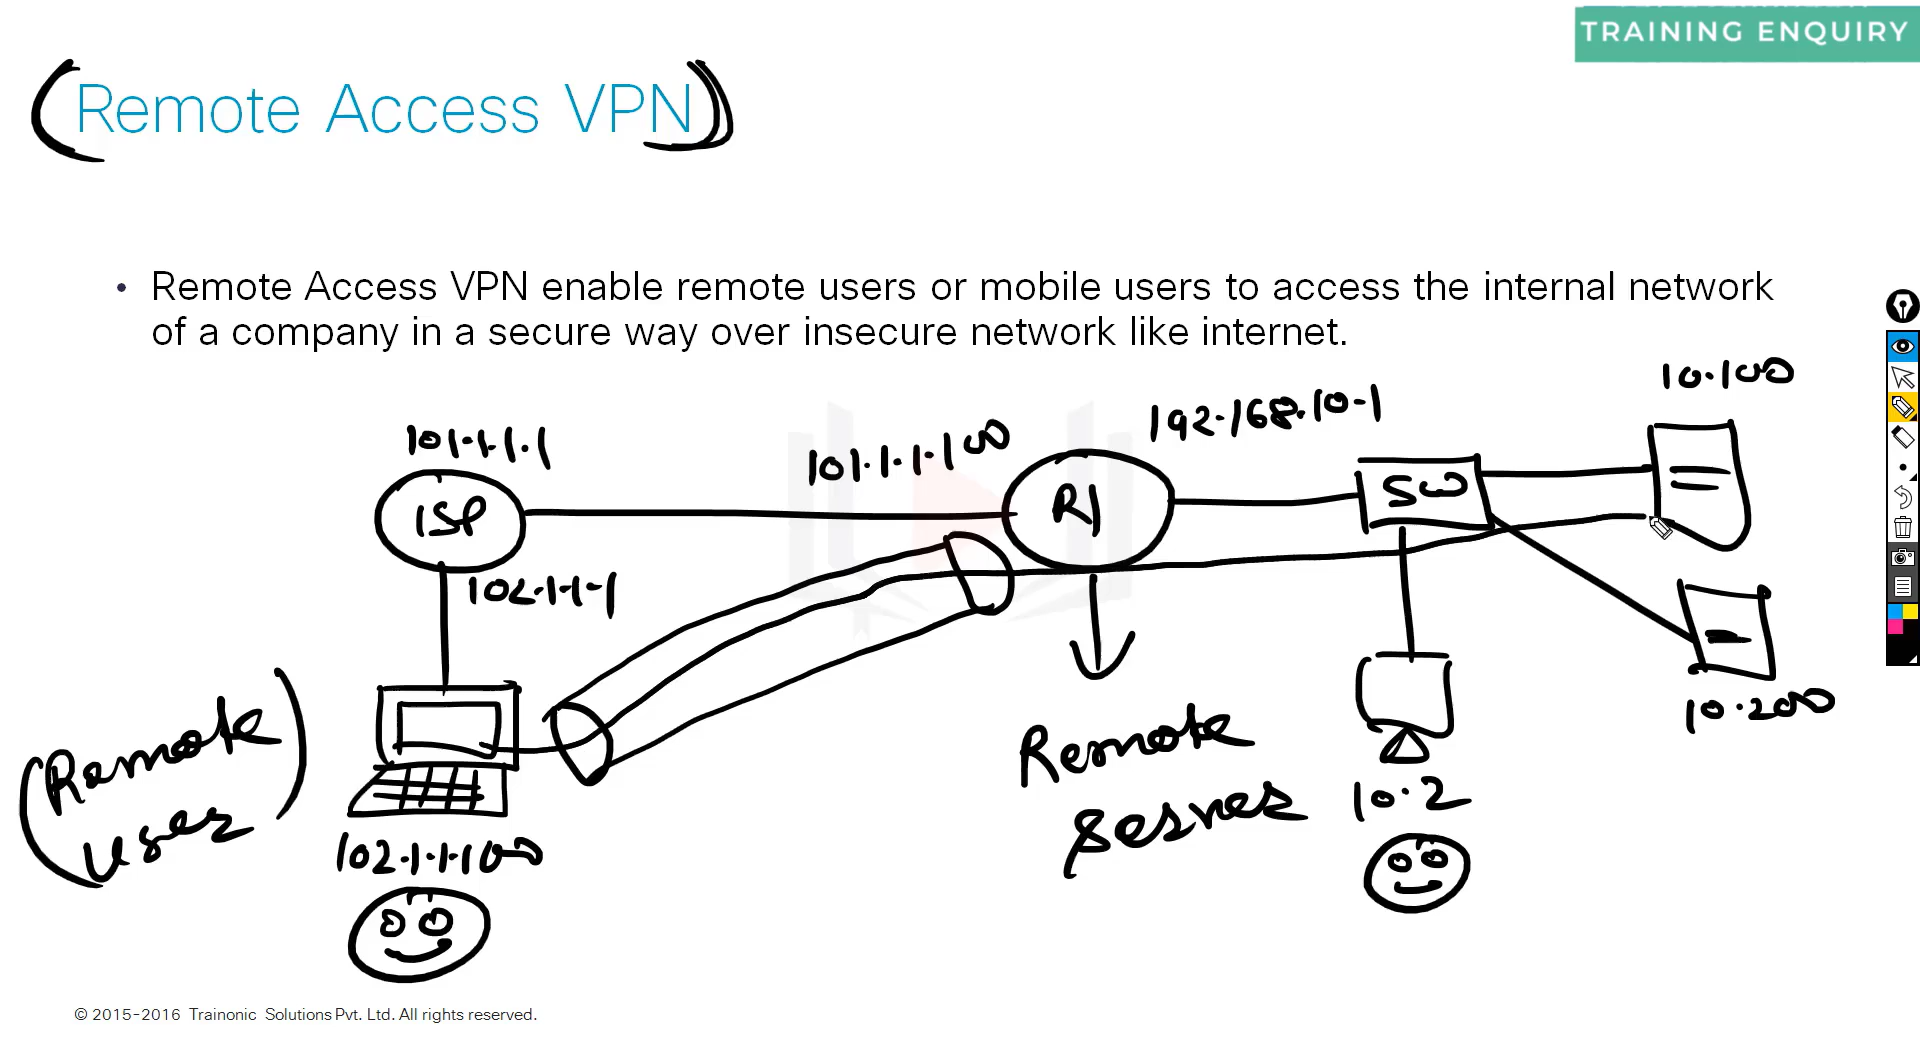 TRAINING ENQUIRY
(Remote Access VPN)
• Remote Access VPN enable remote users or mobile users to access the internal network
of a company in a secure way over insecure network like internet.
10.100
192.168.10.1
101.1.1.1
101.1.1.100
ISP
R1
SW
102.1.1.1
10.200
(Remote
User)
Remote
Server
10.2
102.1.1.100
© 2015-2016 Trainonic Solutions Pvt. Ltd. All rights reserved.